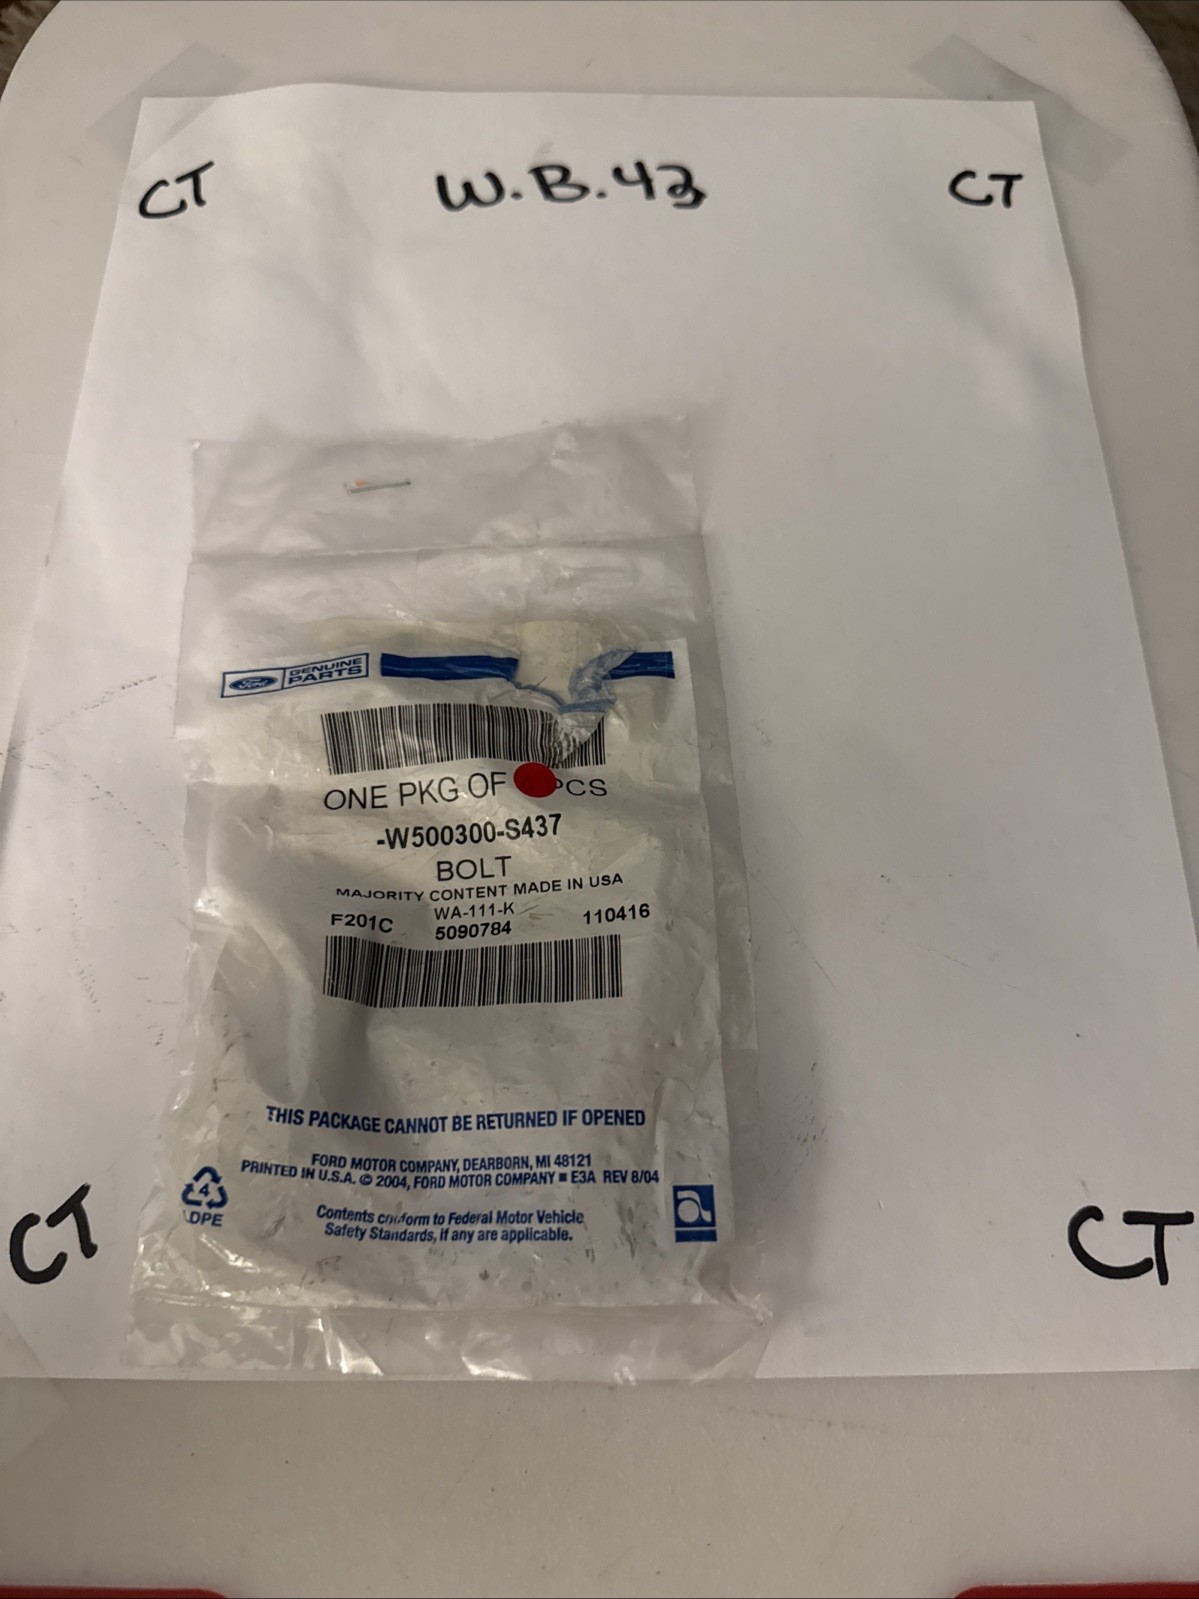 CT W.B.43 CT
Ford GENUINE PARTS
ONE PKG OF PCS
-W500300-S437
BOLT
MAJORITY CONTENT MADE IN USA
WA-111-K
F201C 5090784 110416
THIS PACKAGE CANNOT BE RETURNED IF OPENED
FORD MOTOR COMPANY, DEARBORN, MI 48121
PRINTED IN U.S.A. © 2004, FORD MOTOR COMPANY ■ E3A REV 8/04
4
LDPE
Contents conform to Federal Motor Vehicle
Safety Standards, if any are applicable.
a
CT CT